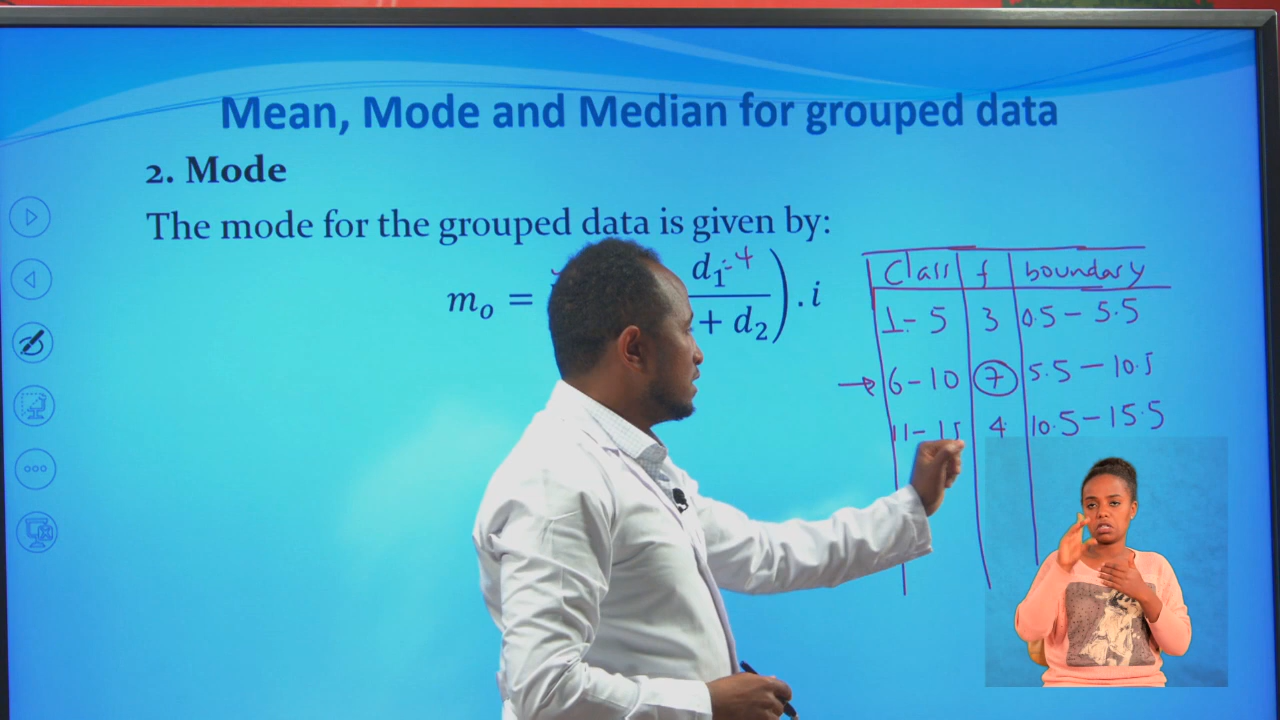 Mean, Mode and Median for grouped data
2. Mode
The mode for the grouped data is given by:
mₒ = d₁ = 4
+ d₂ ) . i
Class f boundary
1 - 5 3 0.5 - 5.5
→ 6 - 10 7 5.5 - 10.5
11 - 15 4 10.5 - 15.5